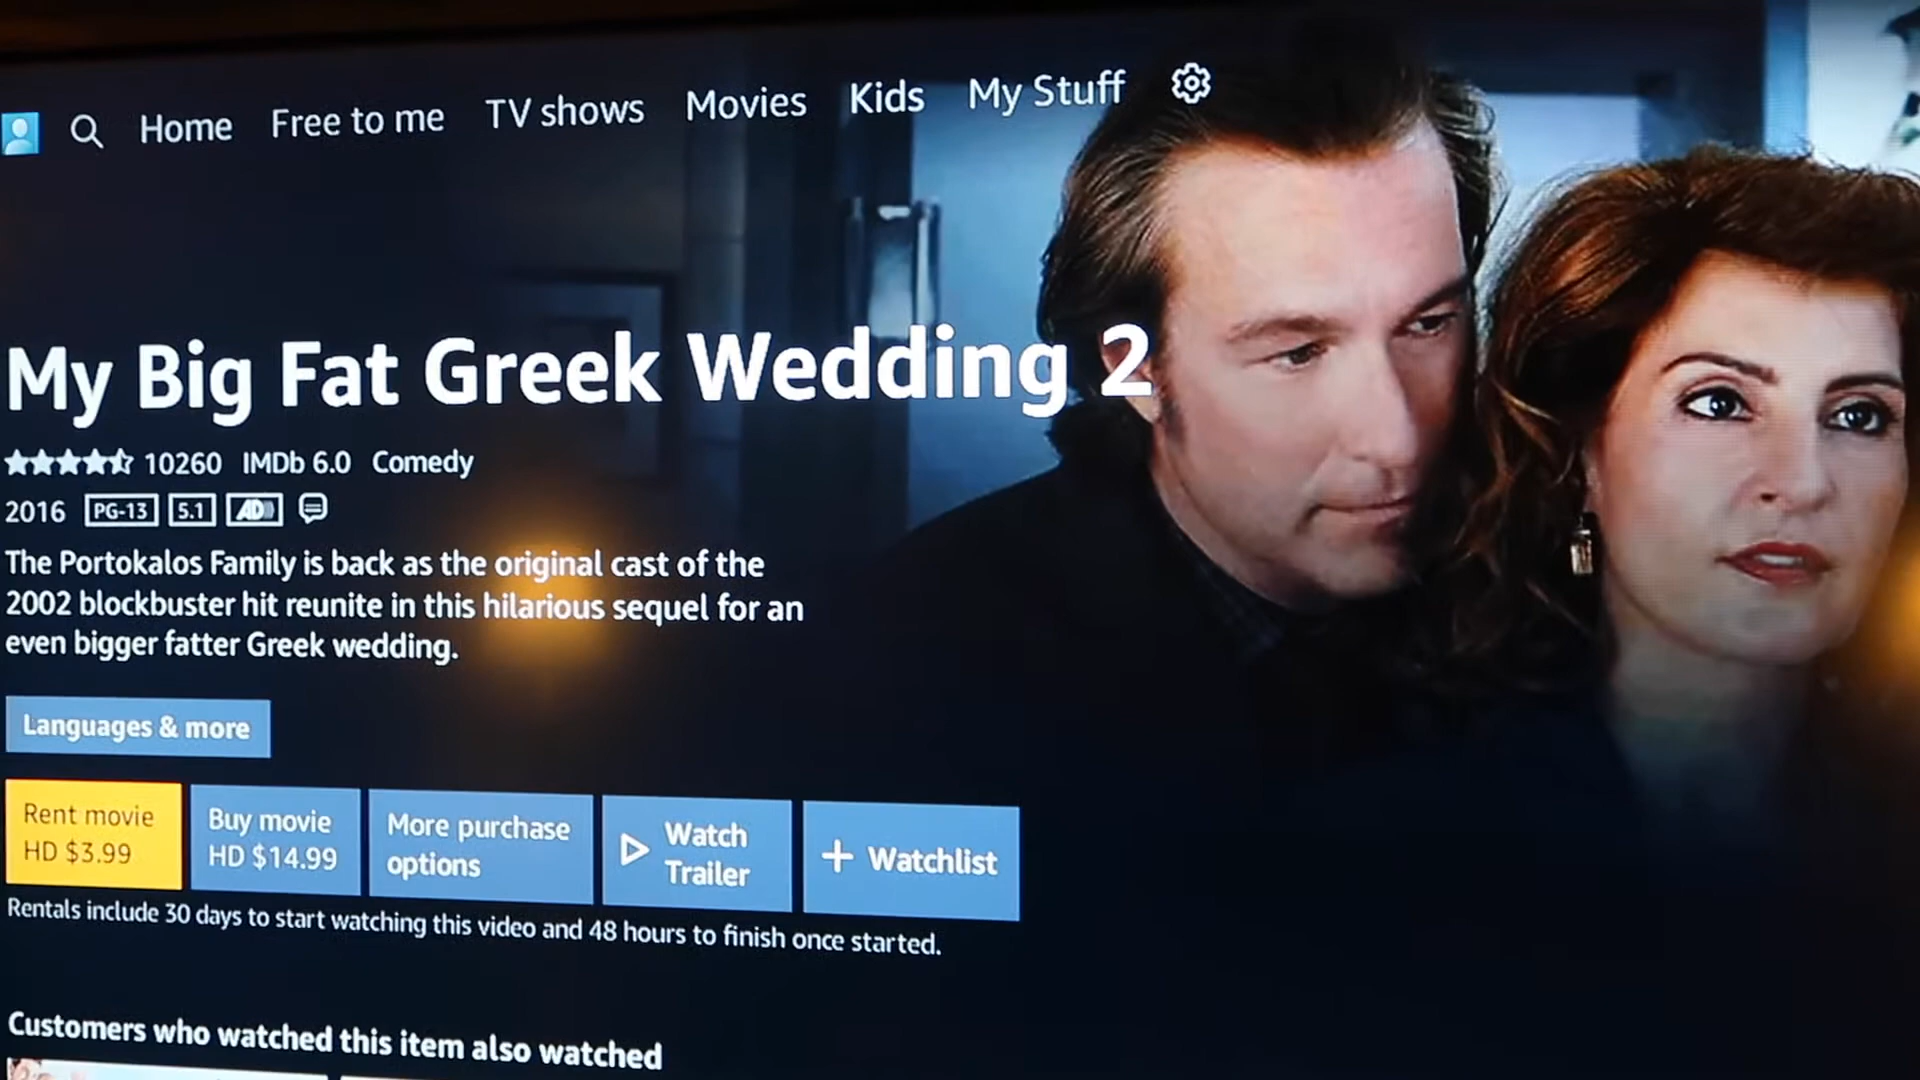 Home Free to me TV shows Movies Kids My Stuff
My Big Fat Greek Wedding 2
10260 IMDb 6.0 Comedy
2016 PG-13 5.1 AD
The Portokalos Family is back as the original cast of the
2002 blockbuster hit reunite in this hilarious sequel for an
even bigger fatter Greek wedding.
Languages & more
Rent movie
HD $3.99
Buy movie
HD $14.99
More purchase
options
Watch
Trailer
+ Watchlist
Rentals include 30 days to start watching this video and 48 hours to finish once started.
Customers who watched this item also watched